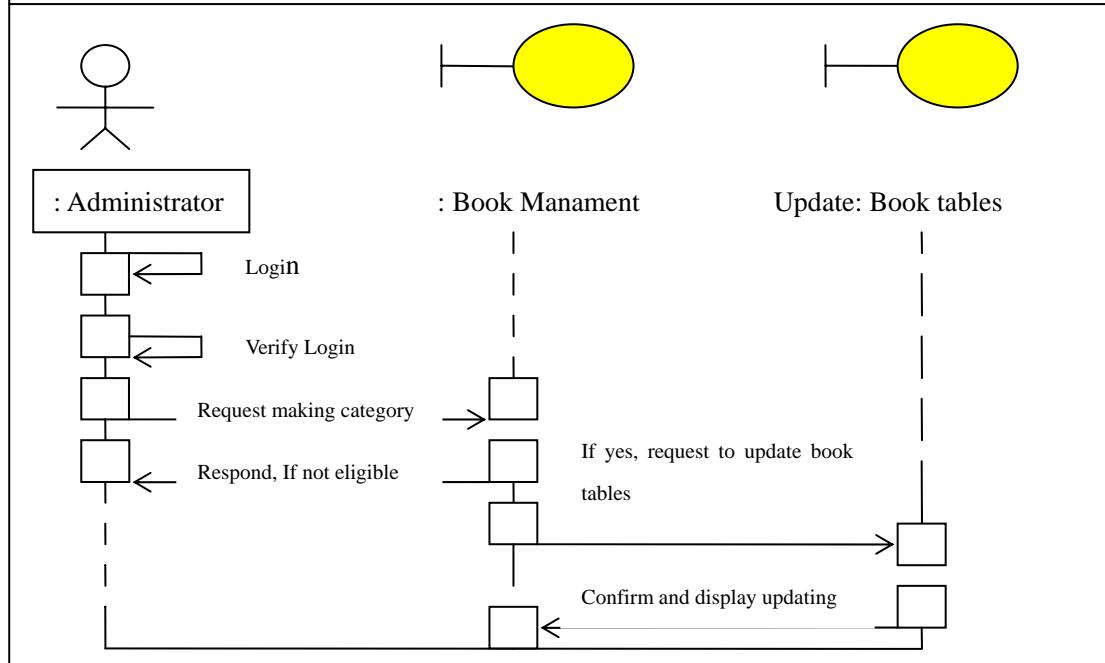 : Administrator
: Book Manament
Update: Book tables
Login
Verify Login
Request making category
If yes, request to update book
tables
Respond, If not eligible
Confirm and display updating